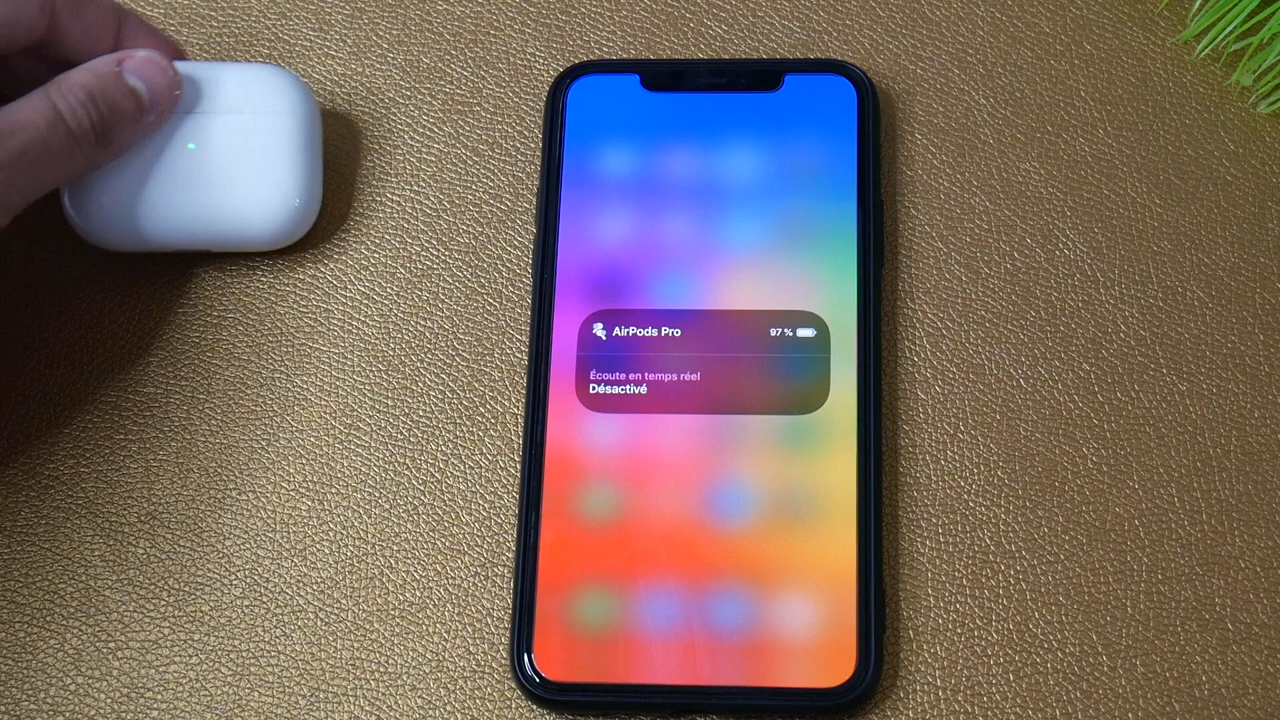 AirPods Pro 97 %
Écoute en temps réel
Désactivé